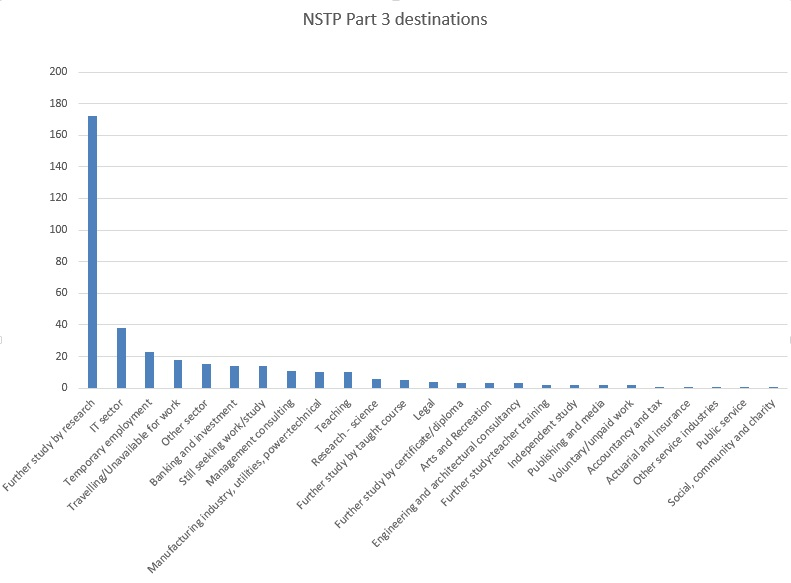 NSTP Part 3 destinations
200
180
160
140
120
100
80
60
40
20
0
Further study by research
IT sector
Temporary employment
Travelling/Unavailable for work
Other sector
Banking and investment
Still seeking work/study
Management consulting
Manufacturing industry, utilities, power:technical
Teaching
Research - science
Further study by taught course
Legal
Further study by certificate/diploma
Arts and Recreation
Engineering and architectural consultancy
Further study:teacher training
Independent study
Publishing and media
Voluntary/unpaid work
Accountancy and tax
Actuarial and insurance
Other service industries
Public service
Social, community and charity